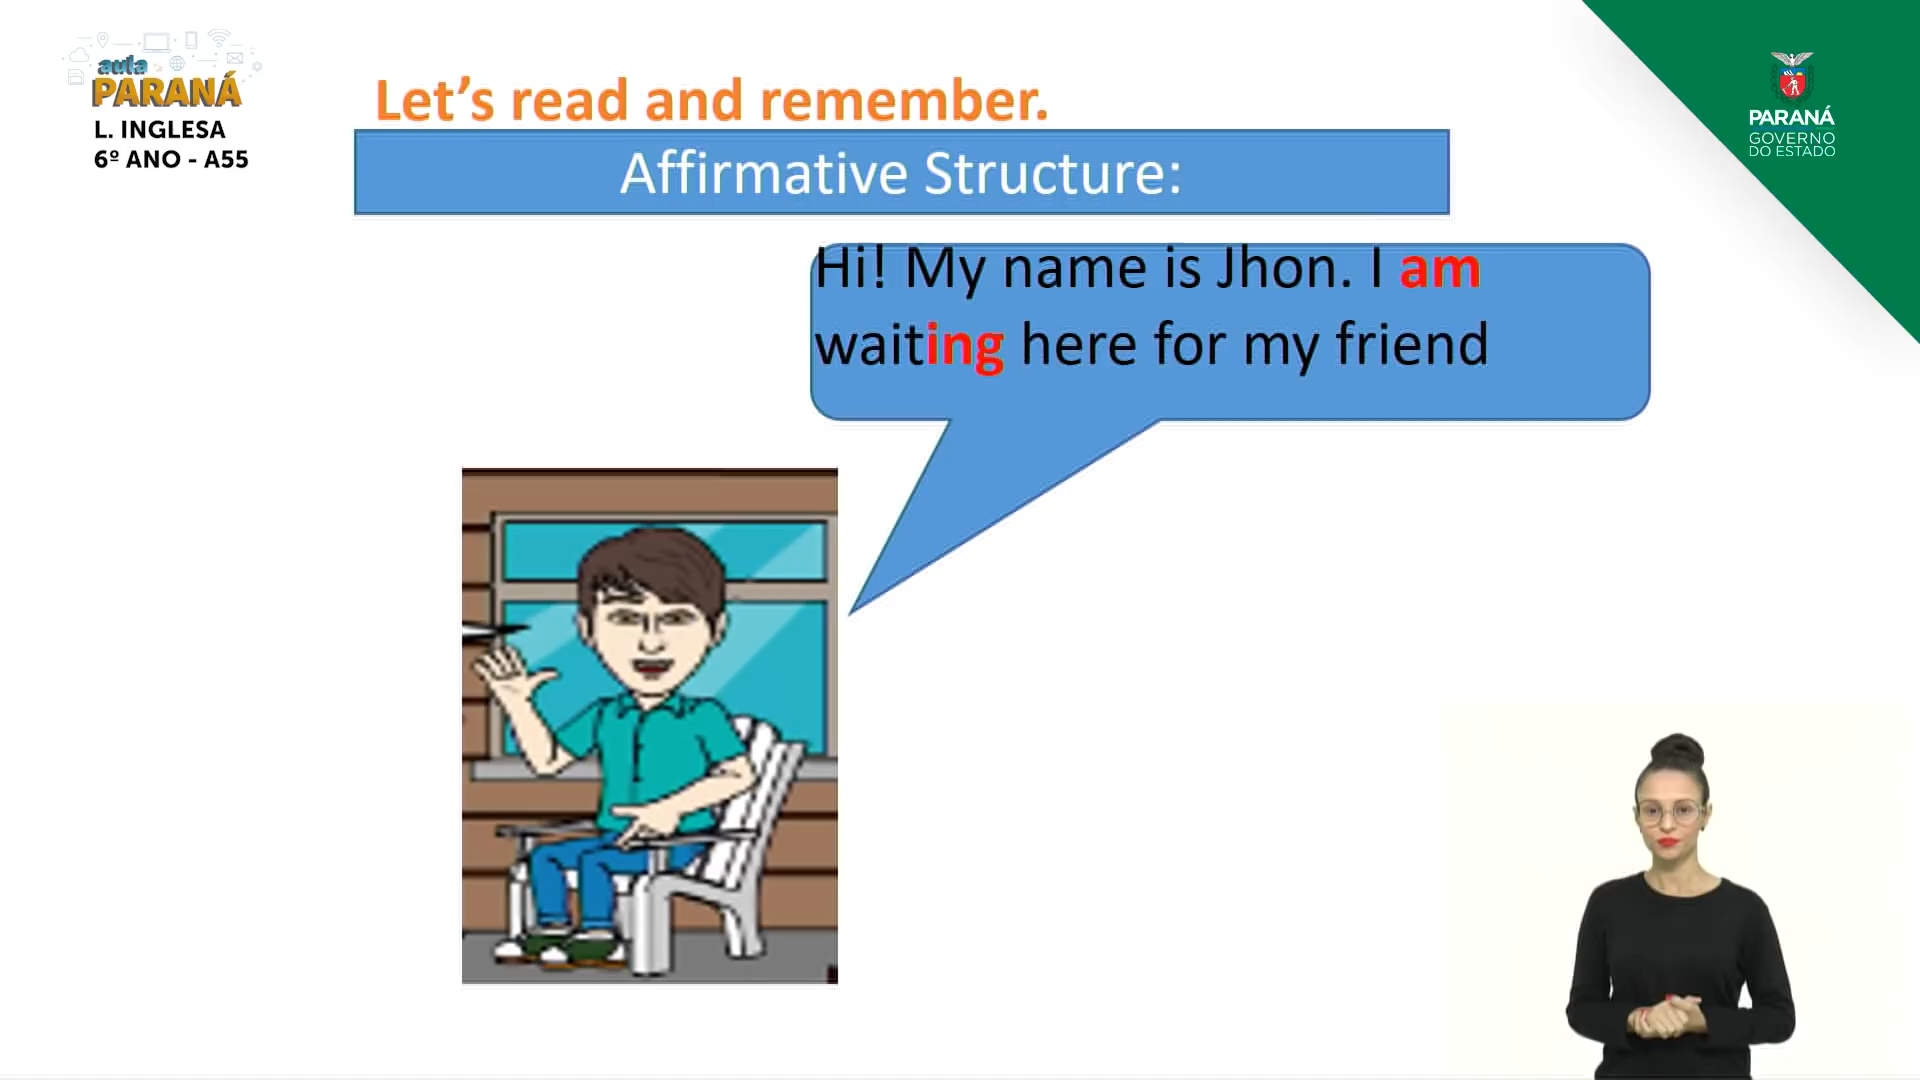 aula
PARANÁ
L. INGLESA
6º ANO - A55
Let's read and remember.
Affirmative Structure:
Hi! My name is Jhon. I am
waiting here for my friend
PARANÁ
GOVERNO
DO ESTADO